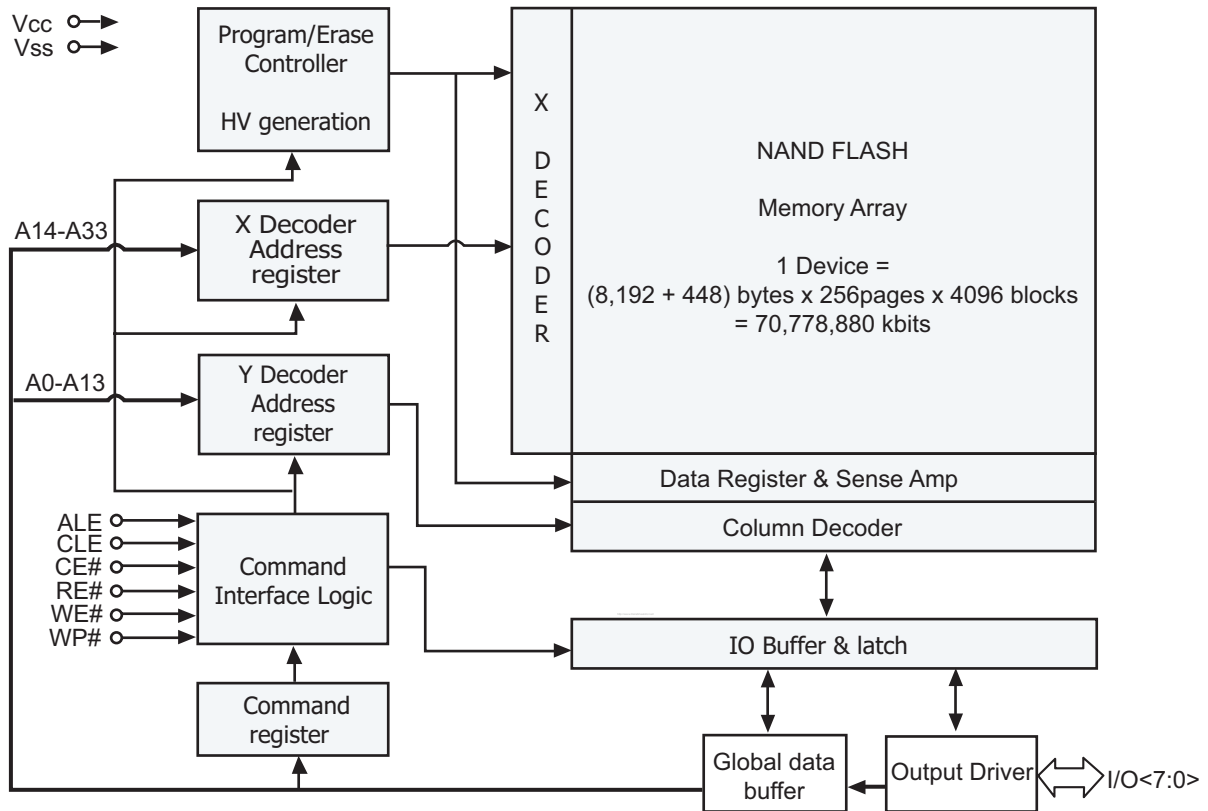 Vcc
Vss
Program/Erase
Controller
HV generation
X
D
E
C
O
D
E
R
NAND FLASH
Memory Array
1 Device =
(8,192 + 448) bytes x 256pages x 4096 blocks
= 70,778,880 kbits
A14-A33
X Decoder
Address
register
A0-A13
Y Decoder
Address
register
Data Register & Sense Amp
Column Decoder
ALE
CLE
CE#
RE#
WE#
WP#
Command
Interface Logic
IO Buffer & latch
Command
register
Global data
buffer
Output Driver
I/O<7:0>